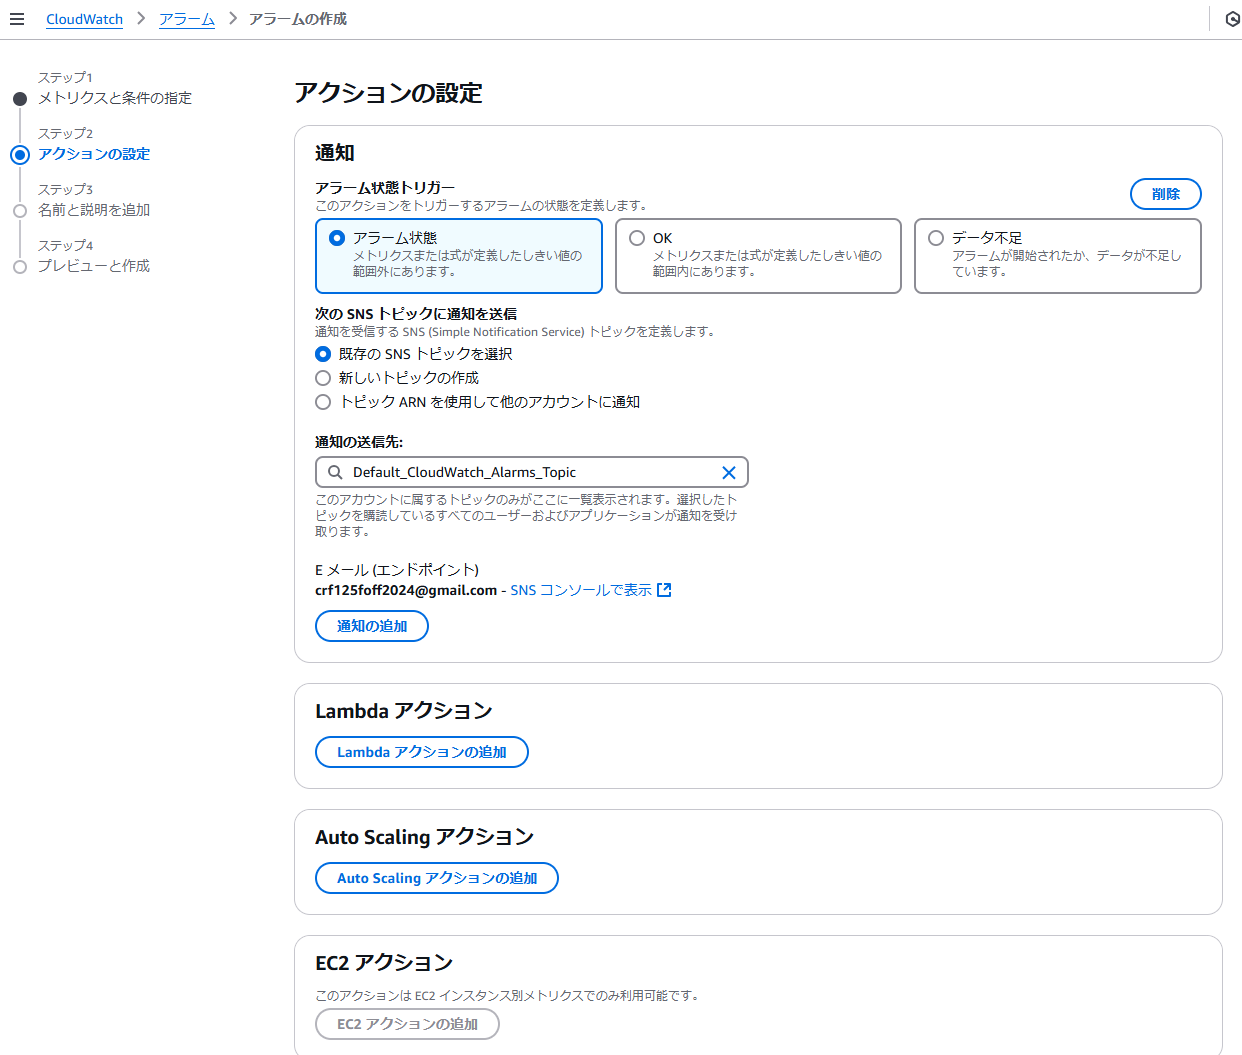 CloudWatch > アラーム > アラームの作成
ステップ1
メトリクスと条件の指定
ステップ2
アクションの設定
ステップ3
名前と説明を追加
ステップ4
プレビューと作成
アクションの設定
通知
アラーム状態トリガー
このアクションをトリガーするアラームの状態を定義します。
削除
アラーム状態
メトリクスまたは式が定義したしきい値の
範囲外にあります。
OK
メトリクスまたは式が定義したしきい値の
範囲内にあります。
データ不足
アラームが開始されたか、データが不足し
ています。
次の SNS トピックに通知を送信
通知を受信する SNS (Simple Notification Service) トピックを定義します。
既存の SNS トピックを選択
新しいトピックの作成
トピック ARN を使用して他のアカウントに通知
通知の送信先:
Default_CloudWatch_Alarms_Topic
このアカウントに属するトピックのみがここに一覧表示されます。選択したト
ピックを購読しているすべてのユーザーおよびアプリケーションが通知を受け
取ります。
E メール (エンドポイント)
crf125foff2024@gmail.com - SNS コンソールで表示
通知の追加
Lambda アクション
Lambda アクションの追加
Auto Scaling アクション
Auto Scaling アクションの追加
EC2 アクション
このアクションは EC2 インスタンス別メトリクスでのみ利用可能です。
EC2 アクションの追加